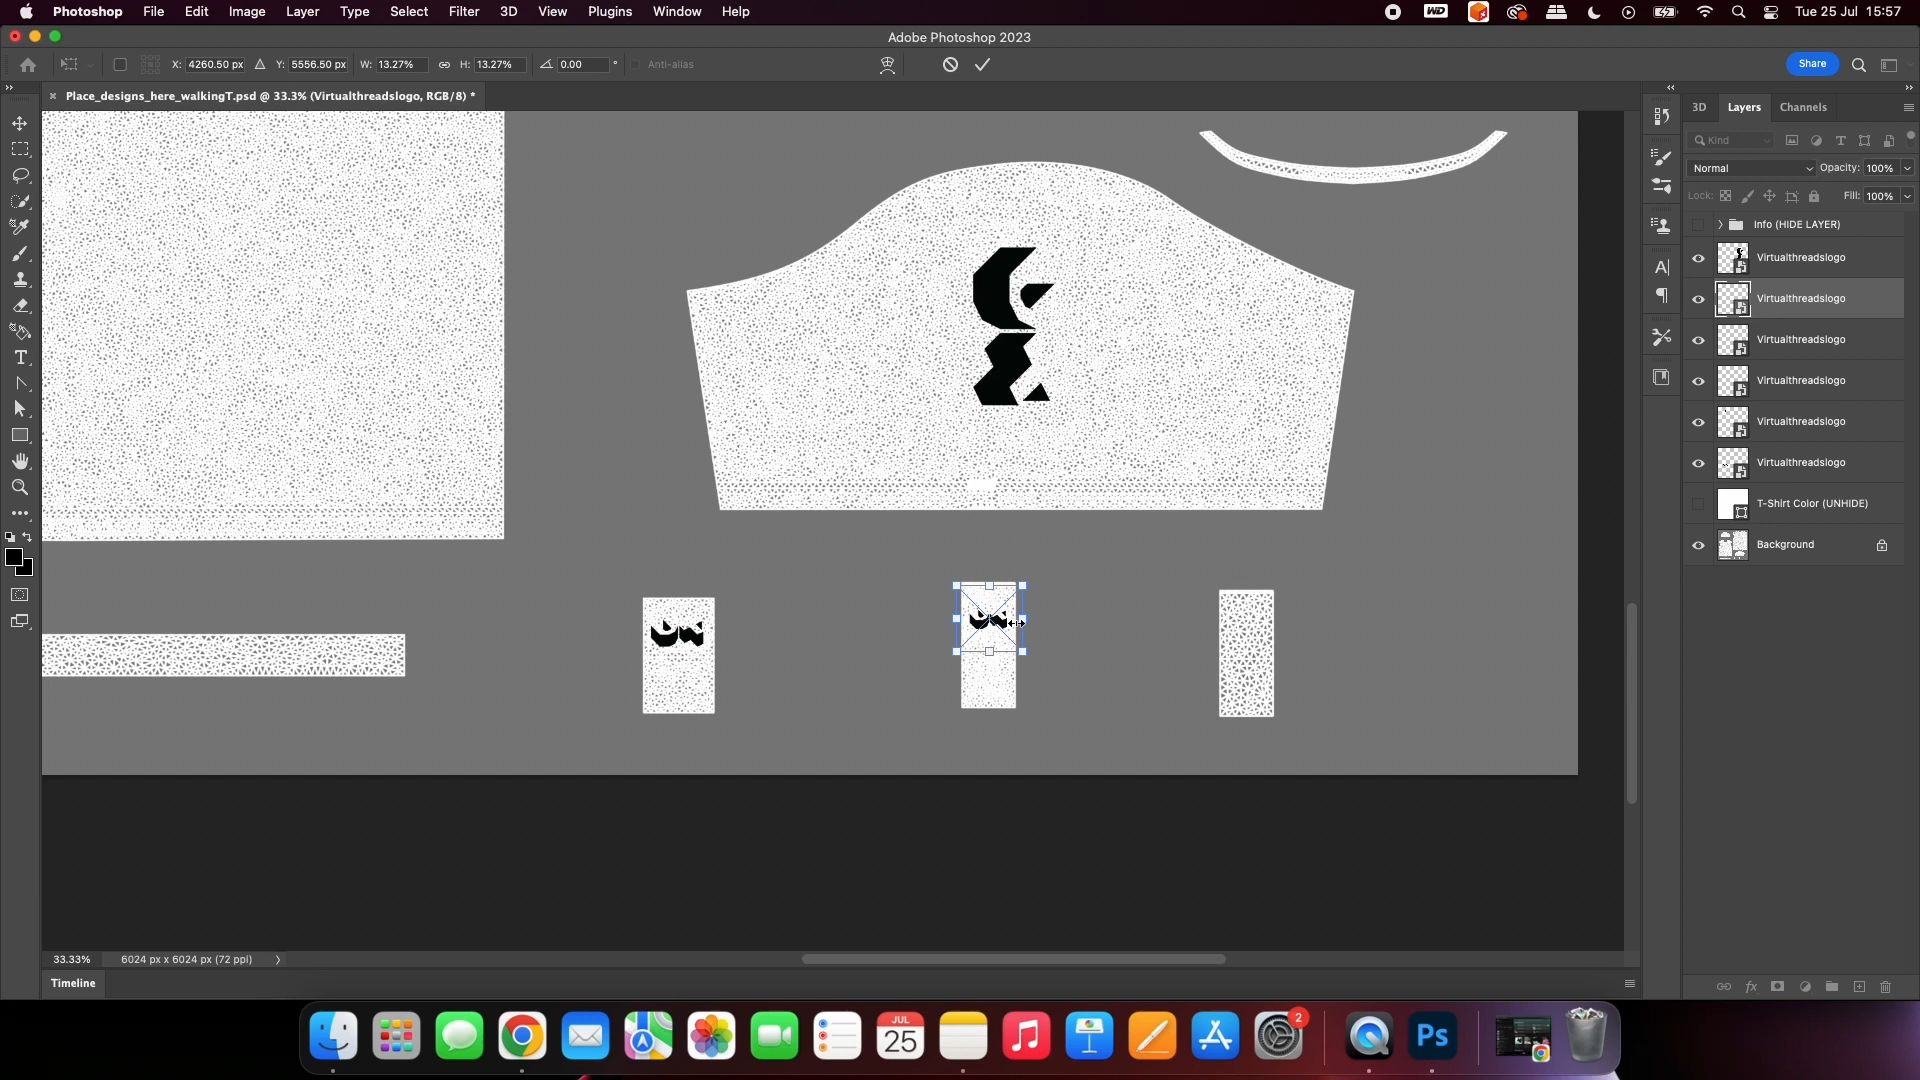 Photoshop File Edit Image Layer Type Select Filter 3D View Plugins Window Help
WD
Tue 25 Jul 15:57
Adobe Photoshop 2023
X: 4260.50 px Y: 5556.50 px W: 13.27% H: 13.27% 0.00 ° Anti-alias
Share
× Place_designs_here_walkingT.psd @ 33.3% (Virtualthreadslogo, RGB/8) *
3D Layers Channels
Kind
Normal Opacity: 100%
Lock: Fill: 100%
Info (HIDE LAYER)
Virtualthreadslogo
Virtualthreadslogo
Virtualthreadslogo
Virtualthreadslogo
Virtualthreadslogo
Virtualthreadslogo
T-Shirt Color (UNHIDE)
Background
33.33% 6024 px x 6024 px (72 ppi)
Timeline
JUL
25
2
Ps